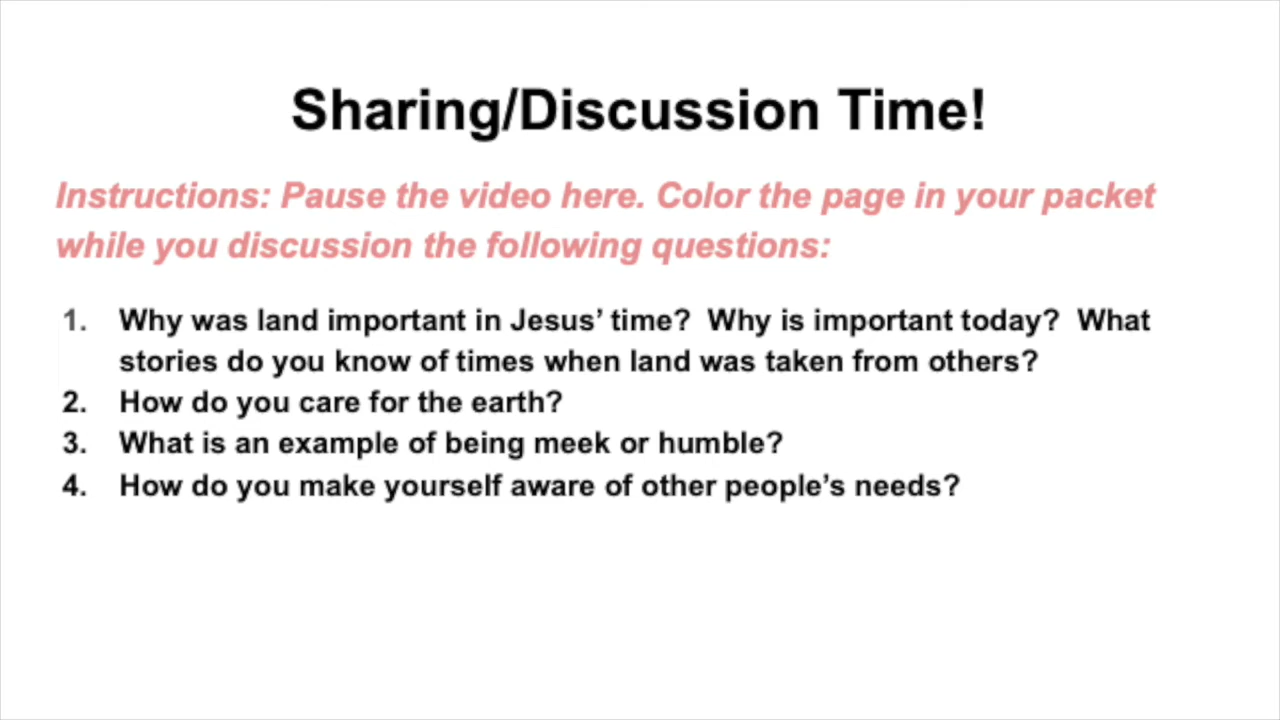 Sharing/Discussion Time!
Instructions: Pause the video here. Color the page in your packet
while you discussion the following questions:
1. Why was land important in Jesus’ time?  Why is important today?  What
stories do you know of times when land was taken from others?
2. How do you care for the earth?
3. What is an example of being meek or humble?
4. How do you make yourself aware of other people’s needs?